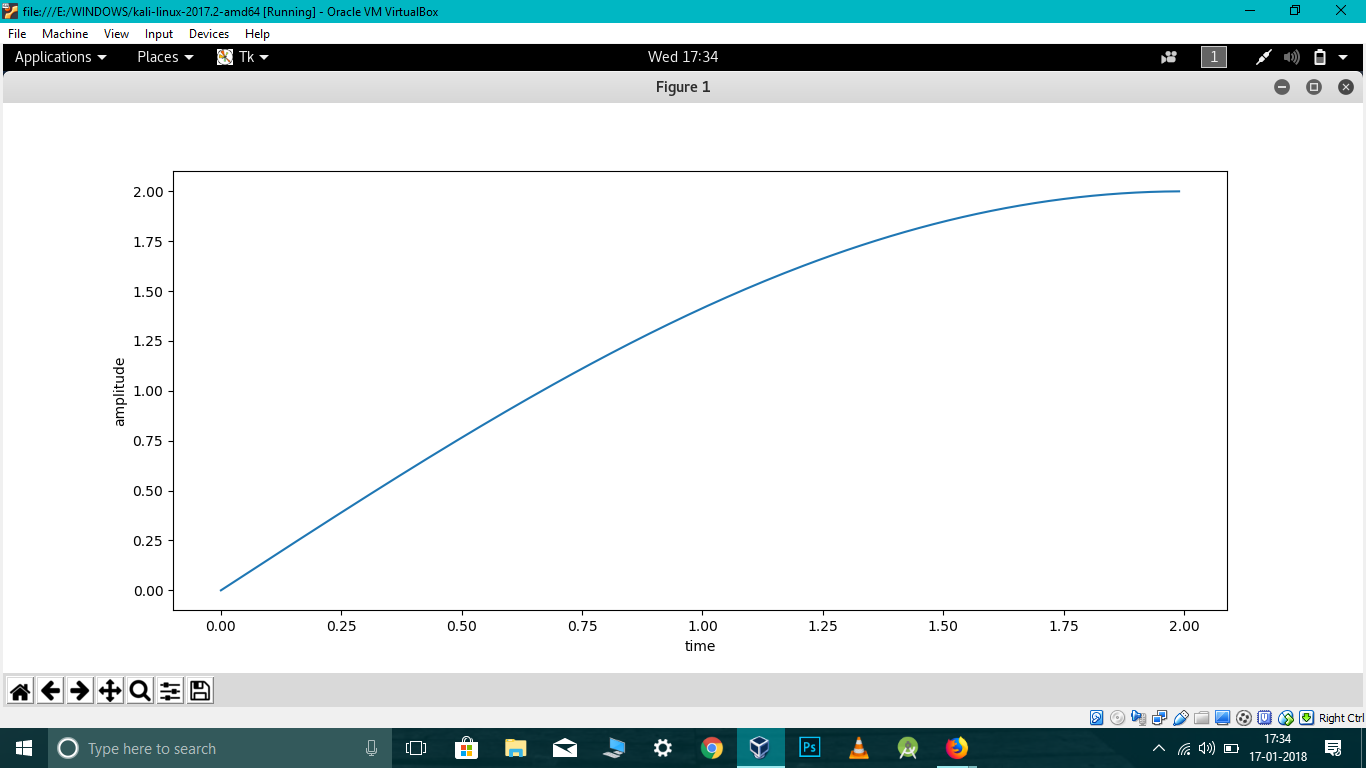 file:///E:/WINDOWS/kali-linux-2017.2-amd64 [Running] - Oracle VM VirtualBox
File Machine View Input Devices Help
Applications Places Tk Wed 17:34 1
Figure 1
2.00
1.75
1.50
1.25
1.00
0.75
0.50
0.25
0.00
amplitude
0.00 0.25 0.50 0.75 1.00 1.25 1.50 1.75 2.00
time
Right Ctrl
Type here to search
Ps
17:34
17-01-2018